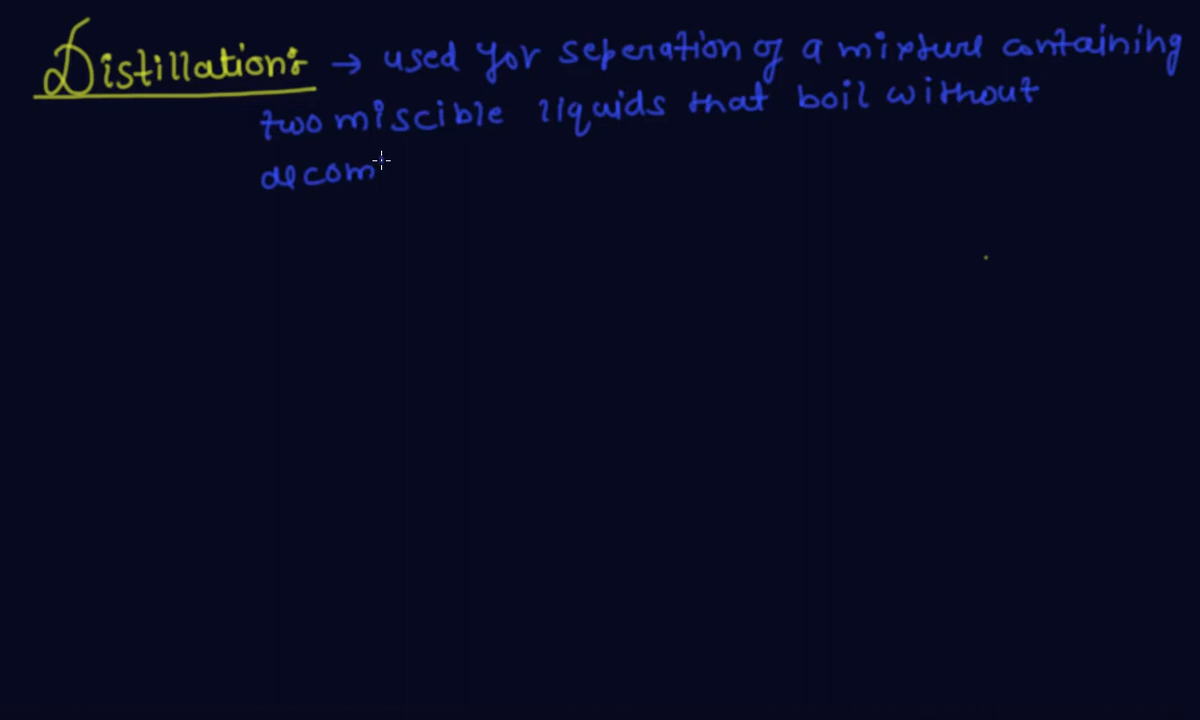 Distillation:→ used for seperation of a mixture containing
two miscible liquids that boil without
decom